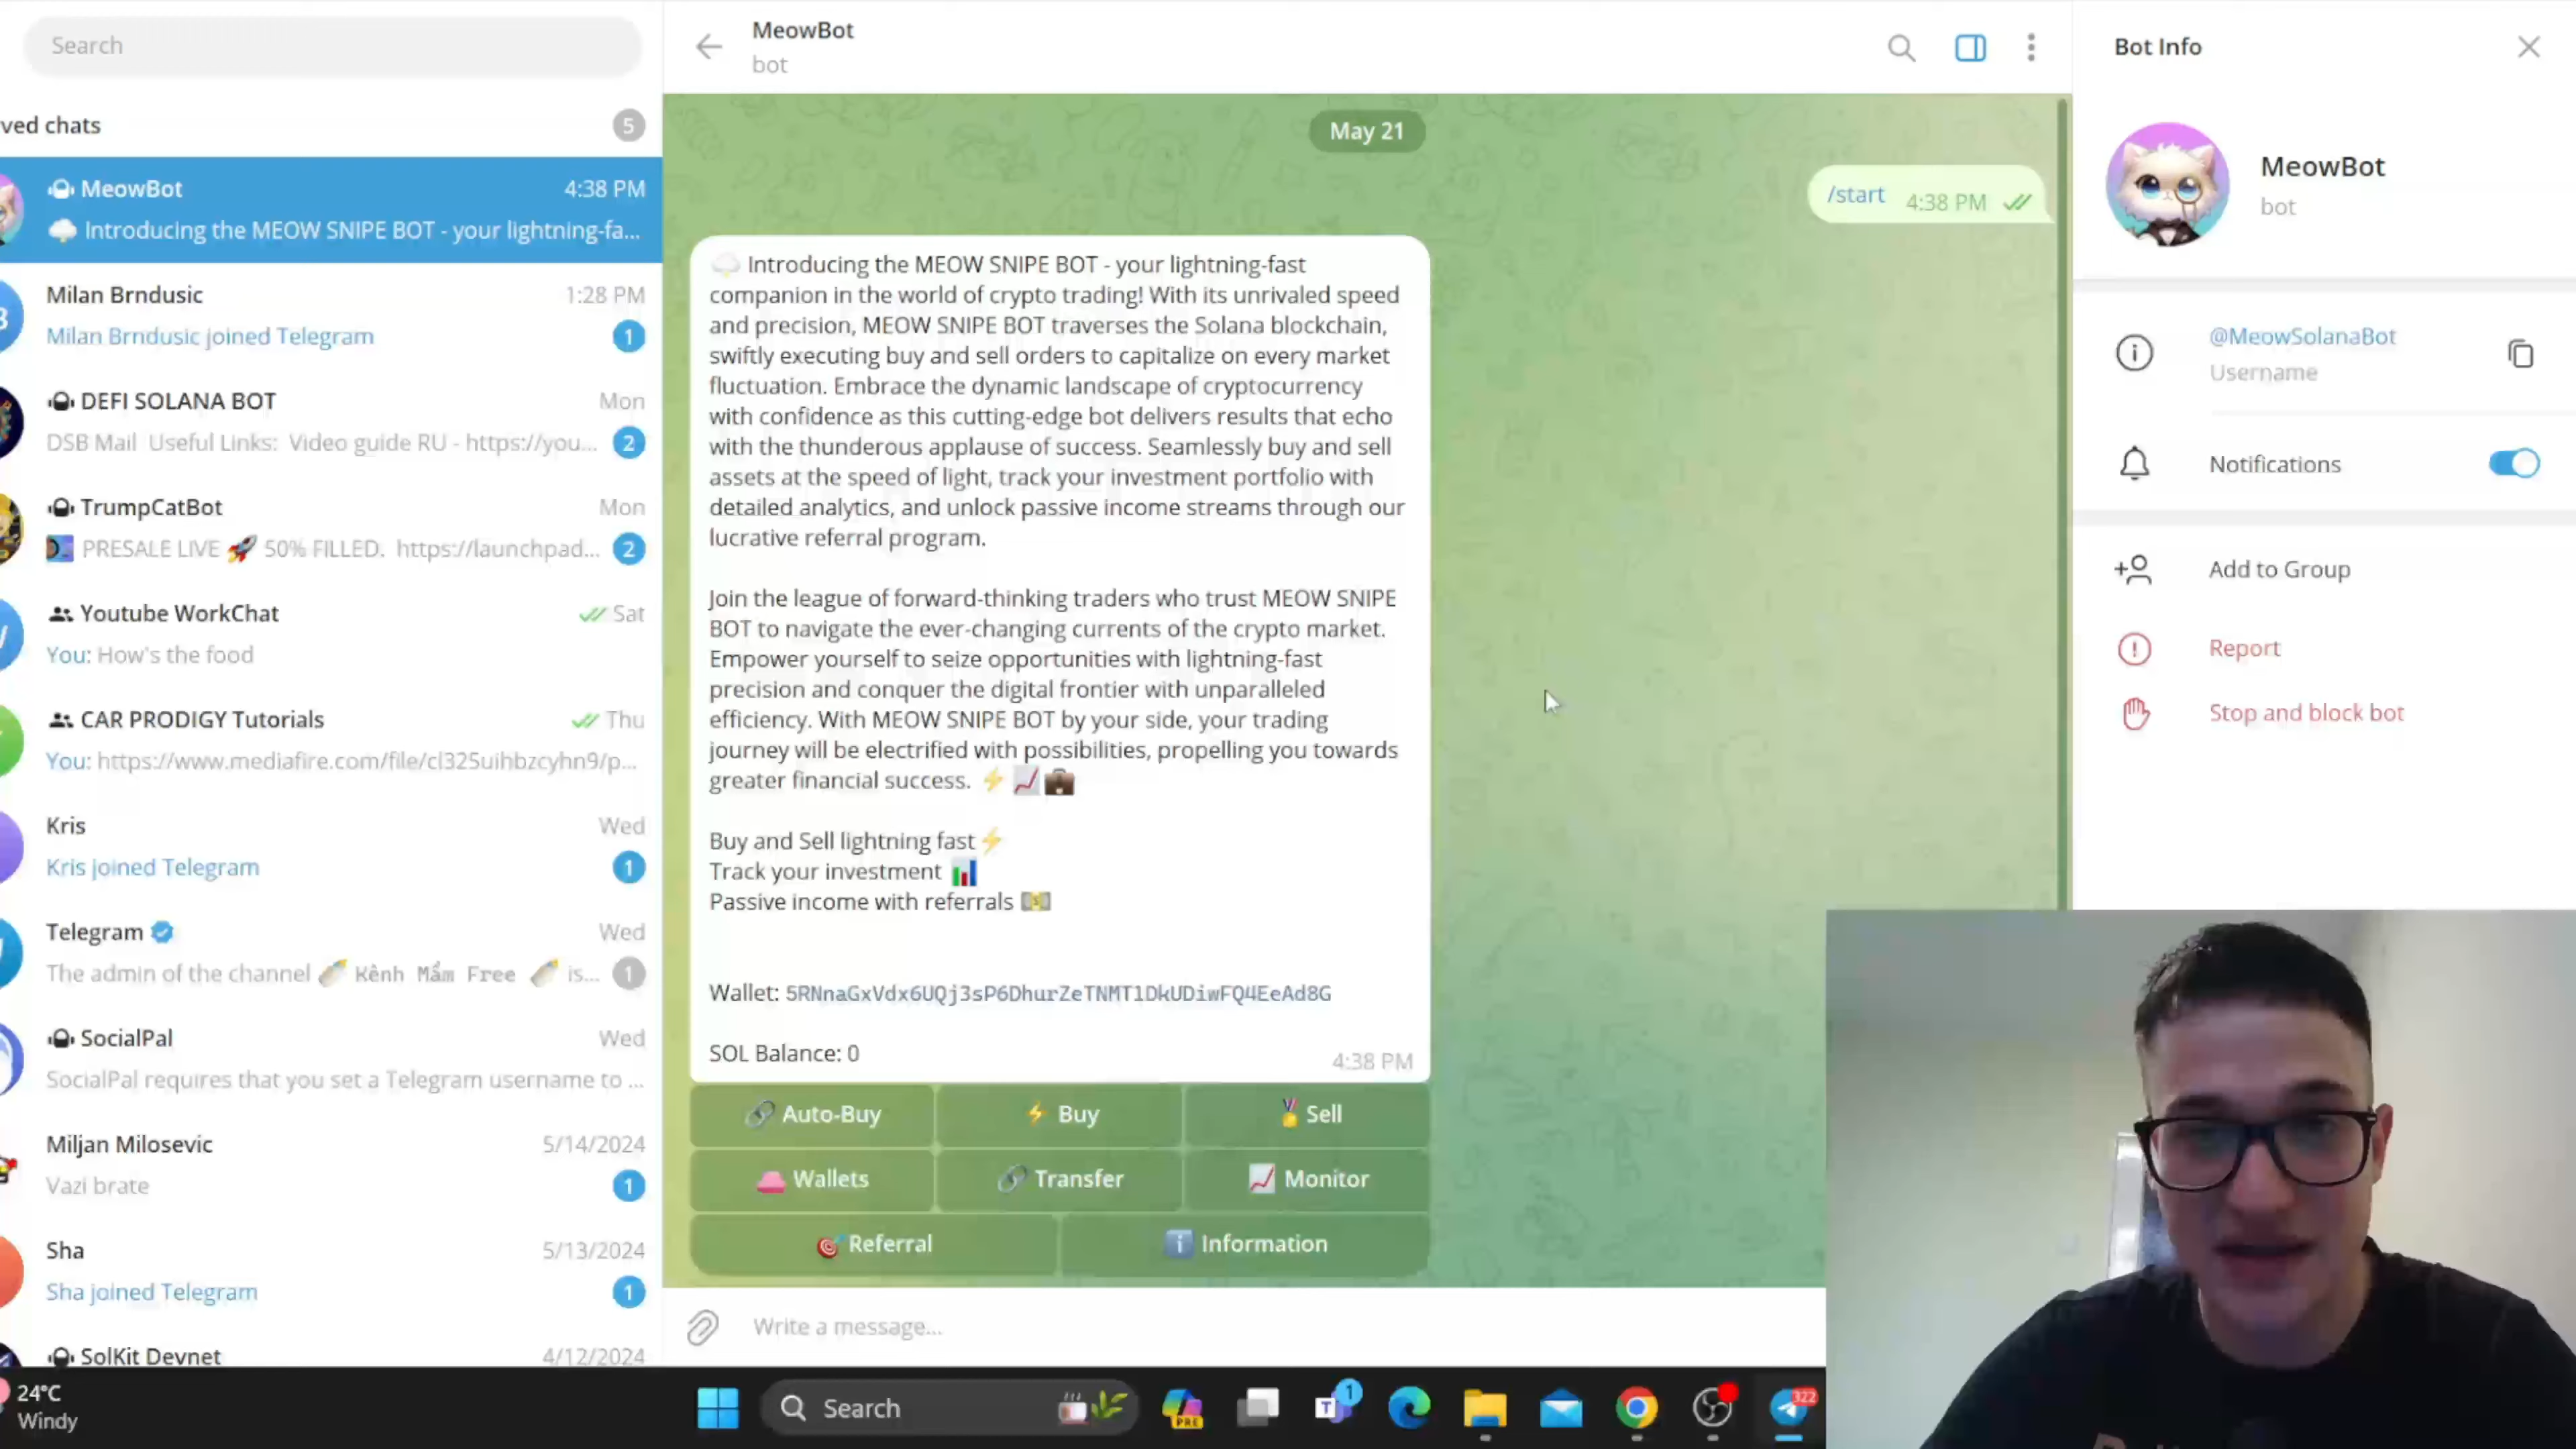 Search
ved chats
5
MeowBot
4:38 PM
Introducing the MEOW SNIPE BOT - your lightning-fa...
Milan Brndusic
1:28 PM
Milan Brndusic joined Telegram
1
DEFI SOLANA BOT
Mon
DSB Mail Useful Links: Video guide RU - https://you...
2
TrumpCatBot
Mon
PRESALE LIVE 🚀 50% FILLED. https://launchpad...
2
Youtube WorkChat
Sat
You: How's the food
CAR PRODIGY Tutorials
Thu
You: https://www.mediafire.com/file/cl325uihbzcyhn9/p...
Kris
Wed
Kris joined Telegram
1
Telegram
Wed
The admin of the channel 🍼 Kênh Mầm Free 🍼 is...
1
SocialPal
Wed
SocialPal requires that you set a Telegram username to ...
Miljan Milosevic
5/14/2024
Vazi brate
1
Sha
5/13/2024
Sha joined Telegram
1
SolKit Devnet
4/12/2024
MeowBot
bot
May 21
/start 4:38 PM
🌩 Introducing the MEOW SNIPE BOT - your lightning-fast
companion in the world of crypto trading! With its unrivaled speed
and precision, MEOW SNIPE BOT traverses the Solana blockchain,
swiftly executing buy and sell orders to capitalize on every market
fluctuation. Embrace the dynamic landscape of cryptocurrency
with confidence as this cutting-edge bot delivers results that echo
with the thunderous applause of success. Seamlessly buy and sell
assets at the speed of light, track your investment portfolio with
detailed analytics, and unlock passive income streams through our
lucrative referral program.
Join the league of forward-thinking traders who trust MEOW SNIPE
BOT to navigate the ever-changing currents of the crypto market.
Empower yourself to seize opportunities with lightning-fast
precision and conquer the digital frontier with unparalleled
efficiency. With MEOW SNIPE BOT by your side, your trading
journey will be electrified with possibilities, propelling you towards
greater financial success. ⚡ 📈💼
Buy and Sell lightning fast⚡
Track your investment 📊
Passive income with referrals 💵
Wallet: 5RNnaGxVdx6UQj3sP6DhurZeTNMT1DkUDiwFQ4EeAd8G
SOL Balance: 0
4:38 PM
Auto-Buy
Buy
Sell
Wallets
Transfer
Monitor
Referral
Information
Write a message...
Bot Info
MeowBot
bot
@MeowSolanaBot
Username
Notifications
Add to Group
Report
Stop and block bot
24°C
Windy
Search
PRE
T
1
322